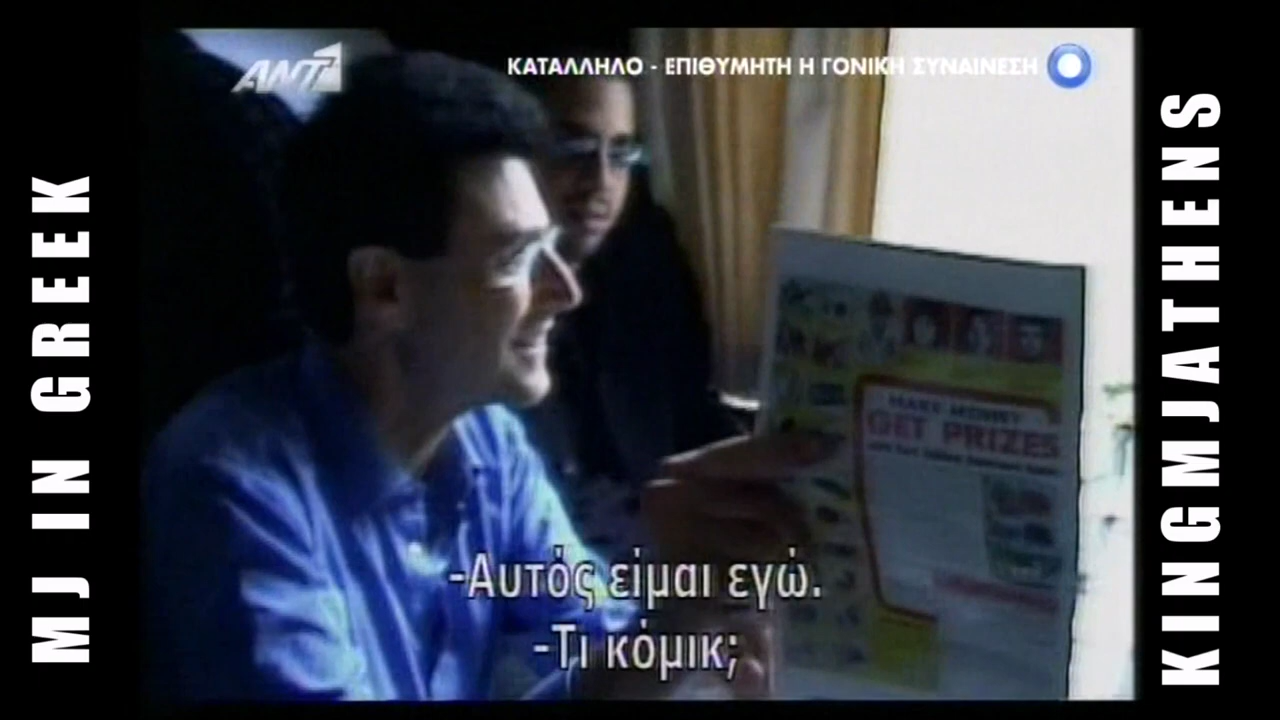 ANT1
ΚΑΤΑΛΛΗΛΟ - ΕΠΙΘΥΜΗΤΗ Η ΓΟΝΙΚΗ ΣΥΝΑΙΝΕΣΗ
MJ IN GREEK
KINGMJATHENS
MAKE MONEY
GET PRIZES
-Αυτός είμαι εγώ.
-Τι κόμικ;